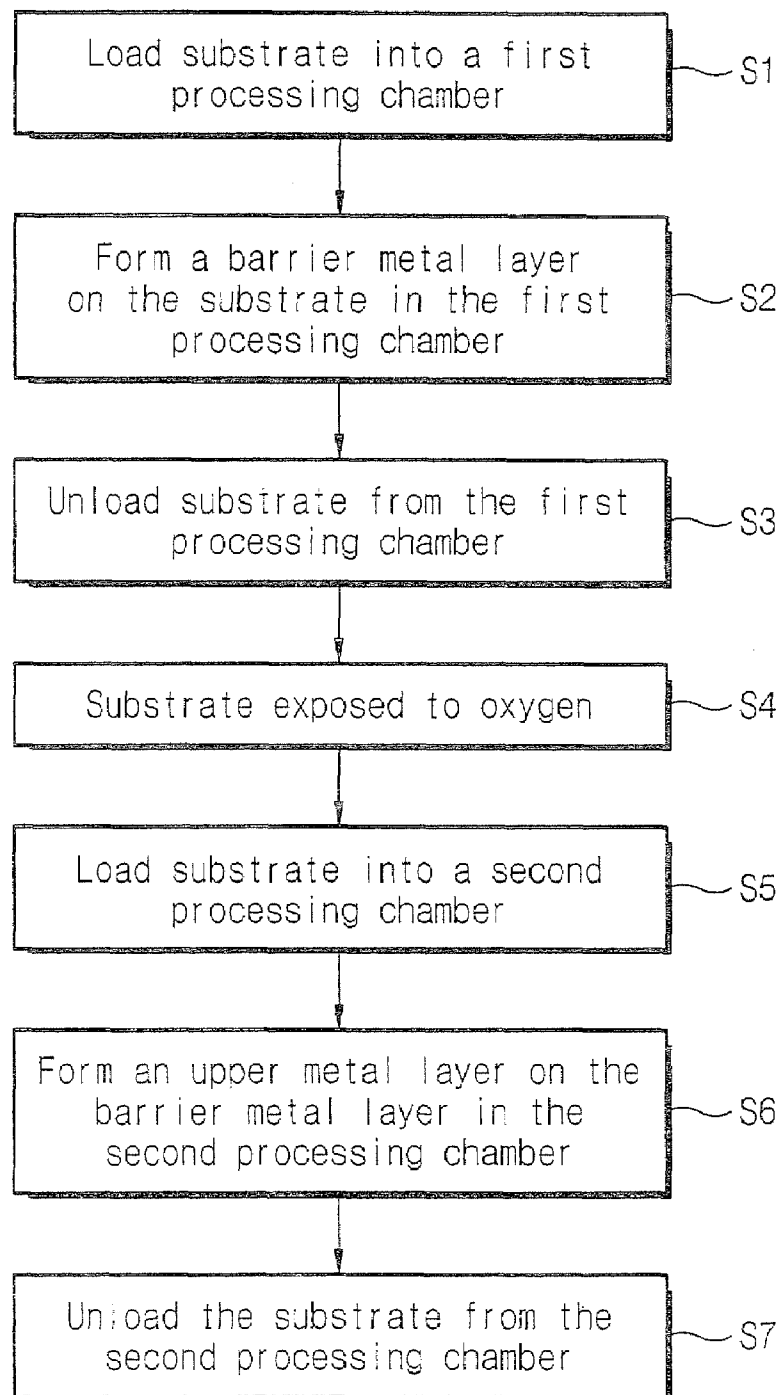 Load substrate into a first
processing chamber
S1
Form a barrier metal layer
on the substrate in the first
processing chamber
S2
Unload substrate from the first
processing chamber
S3
Substrate exposed to oxygen
S4
Load substrate into a second
processing chamber
S5
Form an upper metal layer on the
barrier metal layer in the
second processing chamber
S6
Unload the substrate from the
second processing chamber
S7